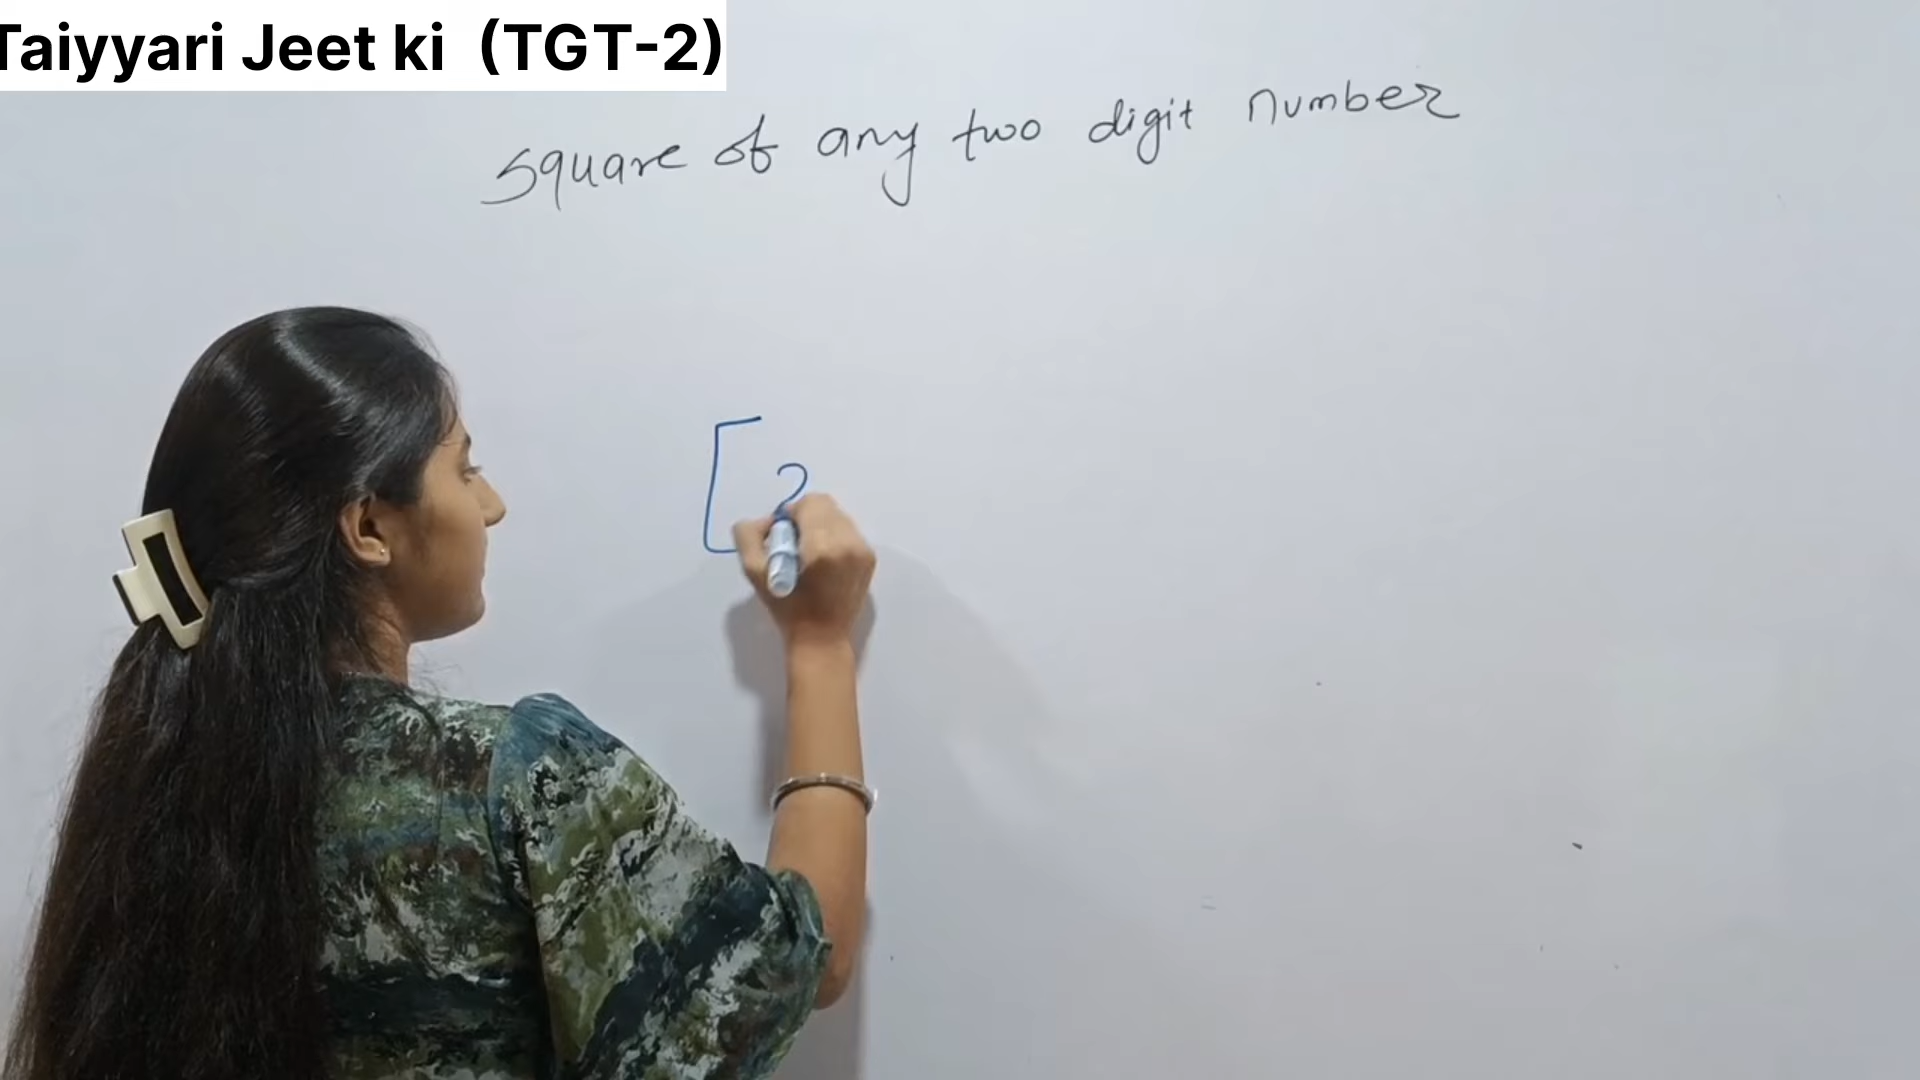 Taiyyari Jeet ki (TGT-2)
square of any two digit number
[2